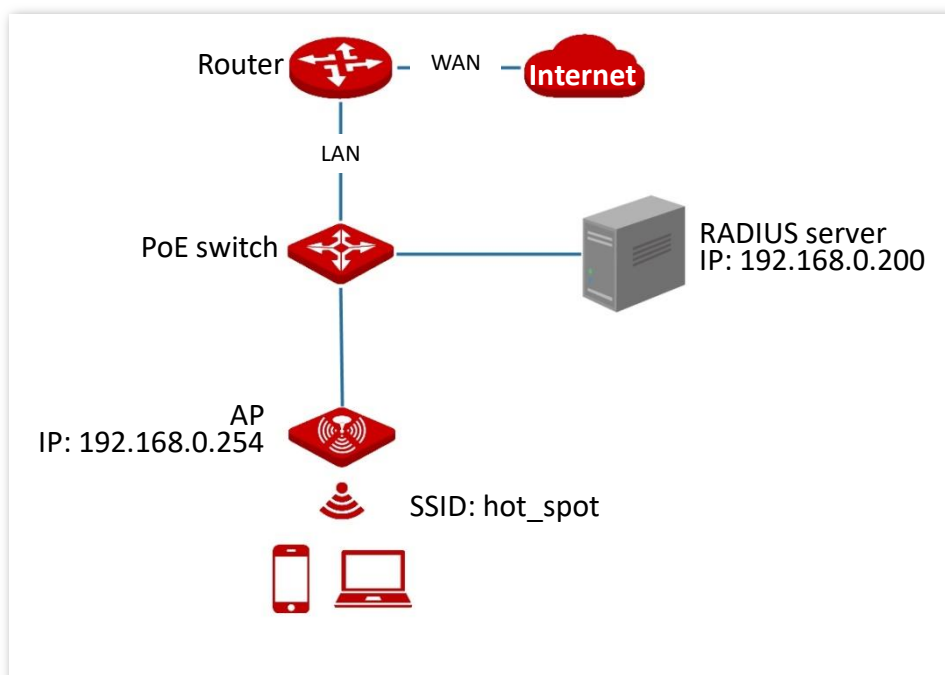 Router
WAN
Internet
LAN
PoE switch
RADIUS server
IP: 192.168.0.200
AP
IP: 192.168.0.254
SSID: hot_spot